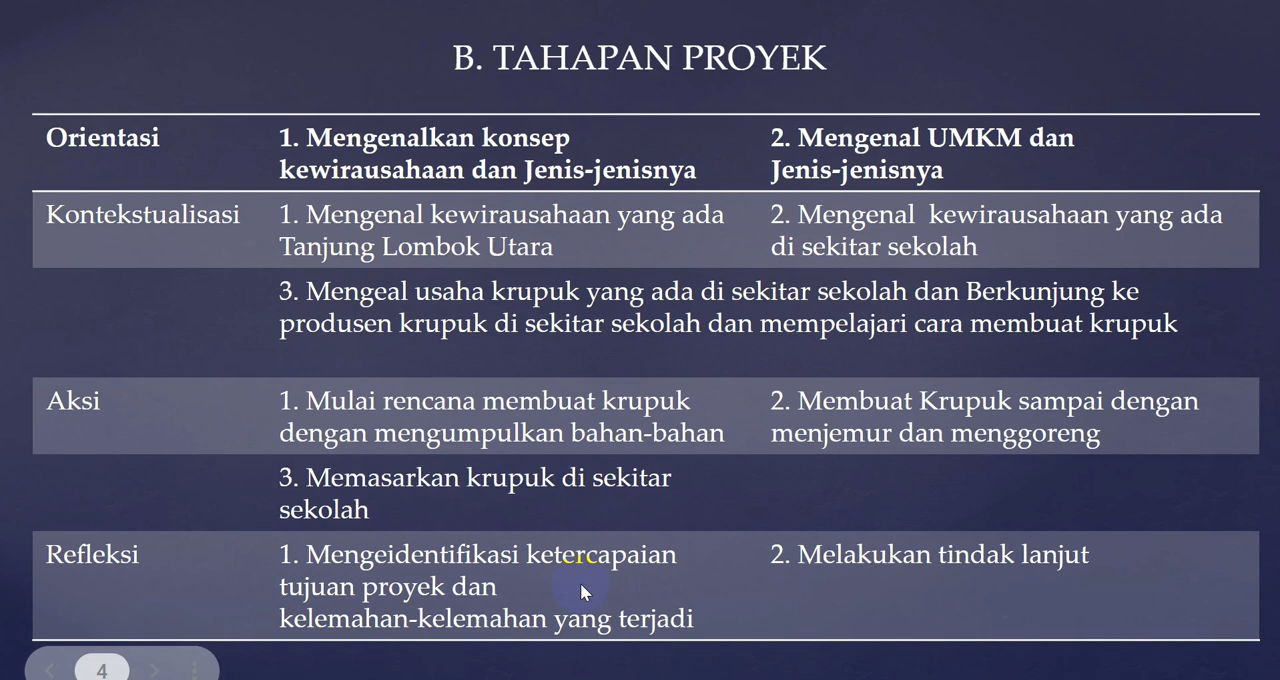 B. TAHAPAN PROYEK
Orientasi
1. Mengenalkan konsep
kewirausahaan dan Jenis-jenisnya
2. Mengenal UMKM dan
Jenis-jenisnya
Kontekstualisasi
1. Mengenal kewirausahaan yang ada
Tanjung Lombok Utara
2. Mengenal kewirausahaan yang ada
di sekitar sekolah
3. Mengeal usaha krupuk yang ada di sekitar sekolah dan Berkunjung ke
produsen krupuk di sekitar sekolah dan mempelajari cara membuat krupuk
Aksi
1. Mulai rencana membuat krupuk
dengan mengumpulkan bahan-bahan
2. Membuat Krupuk sampai dengan
menjemur dan menggoreng
3. Memasarkan krupuk di sekitar
sekolah
Refleksi
1. Mengeidentifikasi ketercapaian
tujuan proyek dan
kelemahan-kelemahan yang terjadi
2. Melakukan tindak lanjut
4